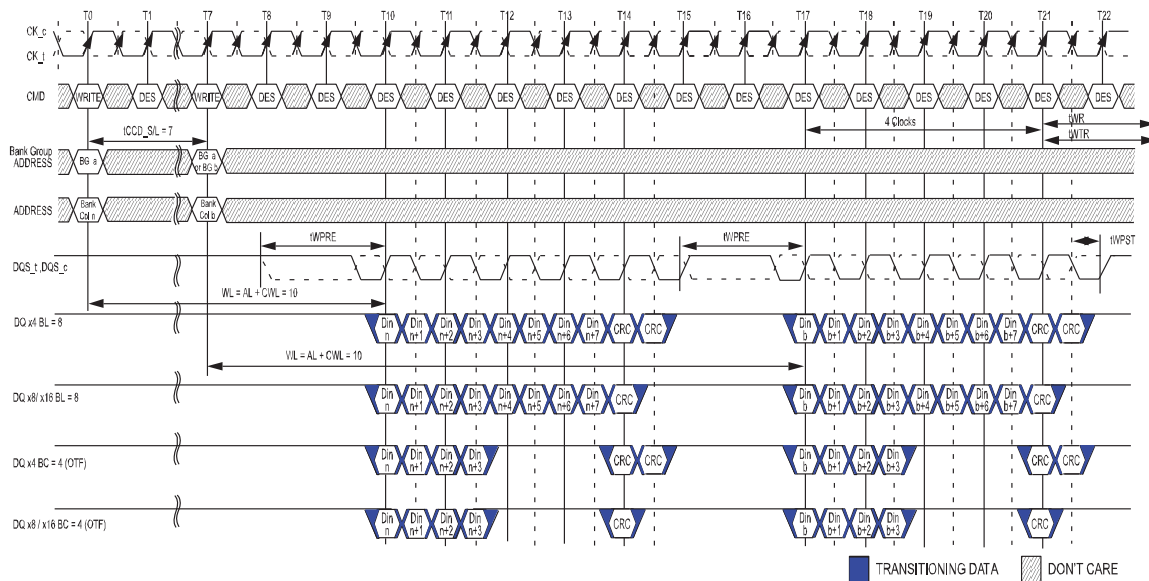 T0 T1 T7 T8 T9 T10 T11 T12 T13 T14 T15 T16 T17 T18 T19 T20 T21 T22
CK_c
CK_t
CMD WRITE DES WRITE DES DES DES DES DES DES DES DES DES DES DES DES DES DES DES
tCCD_S/L = 7
4 Clocks
tWR
tWTR
Bank Group
ADDRESS
BG a
BG a
or BG b
ADDRESS
Bank
Col n
Bank
Col b
tWPRE
tWPRE
tWPST
DQS_t ,DQS_c
WL = AL + CWL = 10
DQ x4 BL = 8
Din n Din n+1 Din n+2 Din n+3 Din n+4 Din n+5 Din n+6 Din n+7 CRC CRC
Din b Din b+1 Din b+2 Din b+3 Din b+4 Din b+5 Din b+6 Din b+7 CRC CRC
WL = AL + CWL = 10
DQ x8/ x16 BL = 8
Din n Din n+1 Din n+2 Din n+3 Din n+4 Din n+5 Din n+6 Din n+7 CRC
Din b Din b+1 Din b+2 Din b+3 Din b+4 Din b+5 Din b+6 Din b+7 CRC
DQ x4 BC = 4 (OTF)
Din n Din n+1 Din n+2 Din n+3 CRC CRC
Din b Din b+1 Din b+2 Din b+3 CRC CRC
DQ x8 / x16 BC = 4 (OTF)
Din n Din n+1 Din n+2 Din n+3 CRC
Din b Din b+1 Din b+2 Din b+3 CRC
TRANSITIONING DATA
DON'T CARE